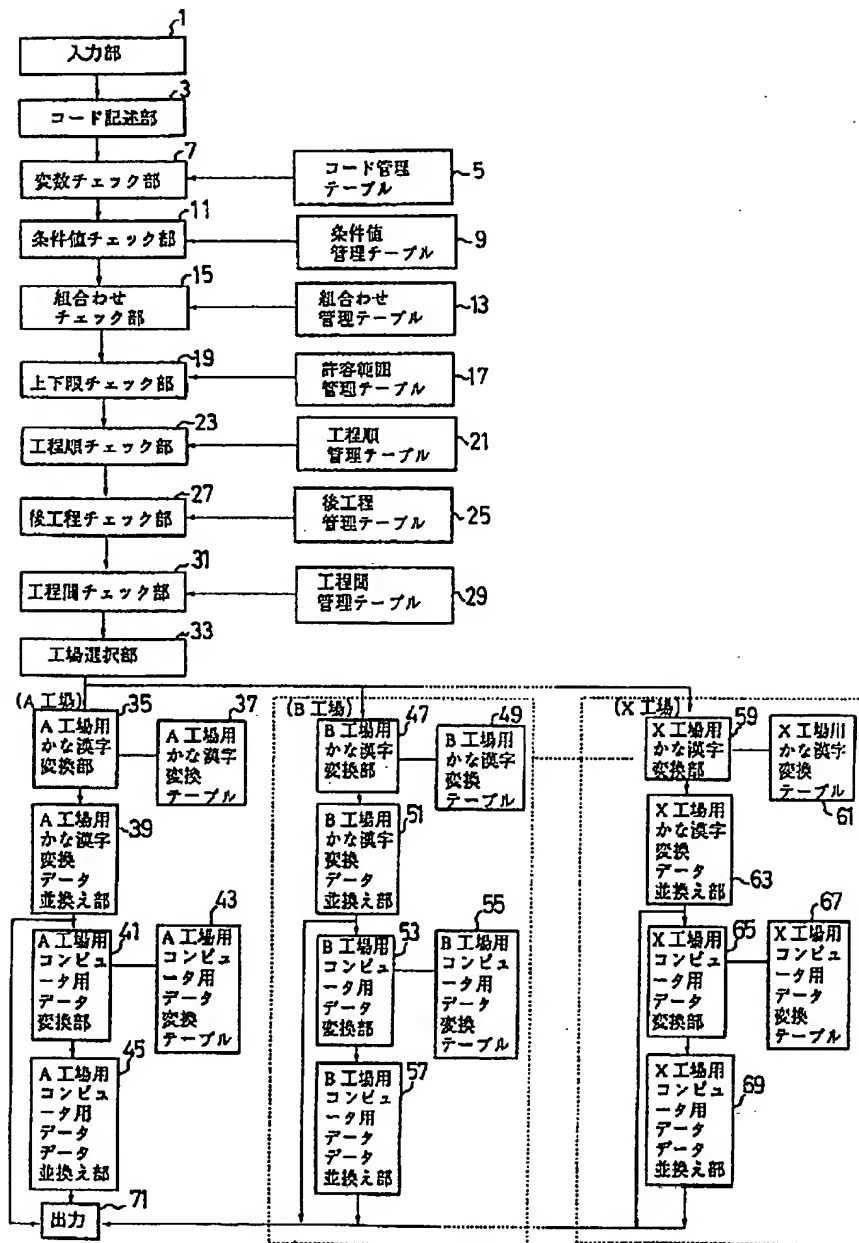 1
入力部
3
コード記述部
7
変数チェック部
コード管理
テーブル
5
11
条件値チェック部
条件値
管理テーブル
9
15
組合わせ
チェック部
組合わせ
管理テーブル
13
19
上下限チェック部
許容範囲
管理テーブル
17
23
工程順チェック部
工程順
管理テーブル
21
27
後工程チェック部
後工程
管理テーブル
25
31
工程間チェック部
工程間
管理テーブル
29
33
工場選択部
(A工場)
35
A工場用
かな漢字
変換部
37
A工場用
かな漢字
変換
テーブル
39
A工場用
かな漢字
変換
データ
並換え部
41
A工場用
コンピュ
ータ用
データ
変換部
43
A工場用
コンピュ
ータ用
データ
変換
テーブル
45
A工場用
コンピュ
ータ用
データ
データ
並換え部
71
出力
(B工場)
47
B工場用
かな漢字
変換部
49
B工場用
かな漢字
変換
テーブル
51
B工場用
かな漢字
変換
データ
並換え部
53
B工場用
コンピュ
ータ用
データ
変換部
55
B工場用
コンピュ
ータ用
データ
変換
テーブル
57
B工場用
コンピュ
ータ用
データ
データ
並換え部
(X工場)
59
X工場用
かな漢字
変換部
X工場用
かな漢字
変換
テーブル
61
X工場用
かな漢字
変換
データ
並換え部
63
65
X工場用
コンピュ
ータ用
データ
変換部
67
X工場用
コンピュ
ータ用
データ
変換
テーブル
69
X工場用
コンピュ
ータ用
データ
データ
並換え部